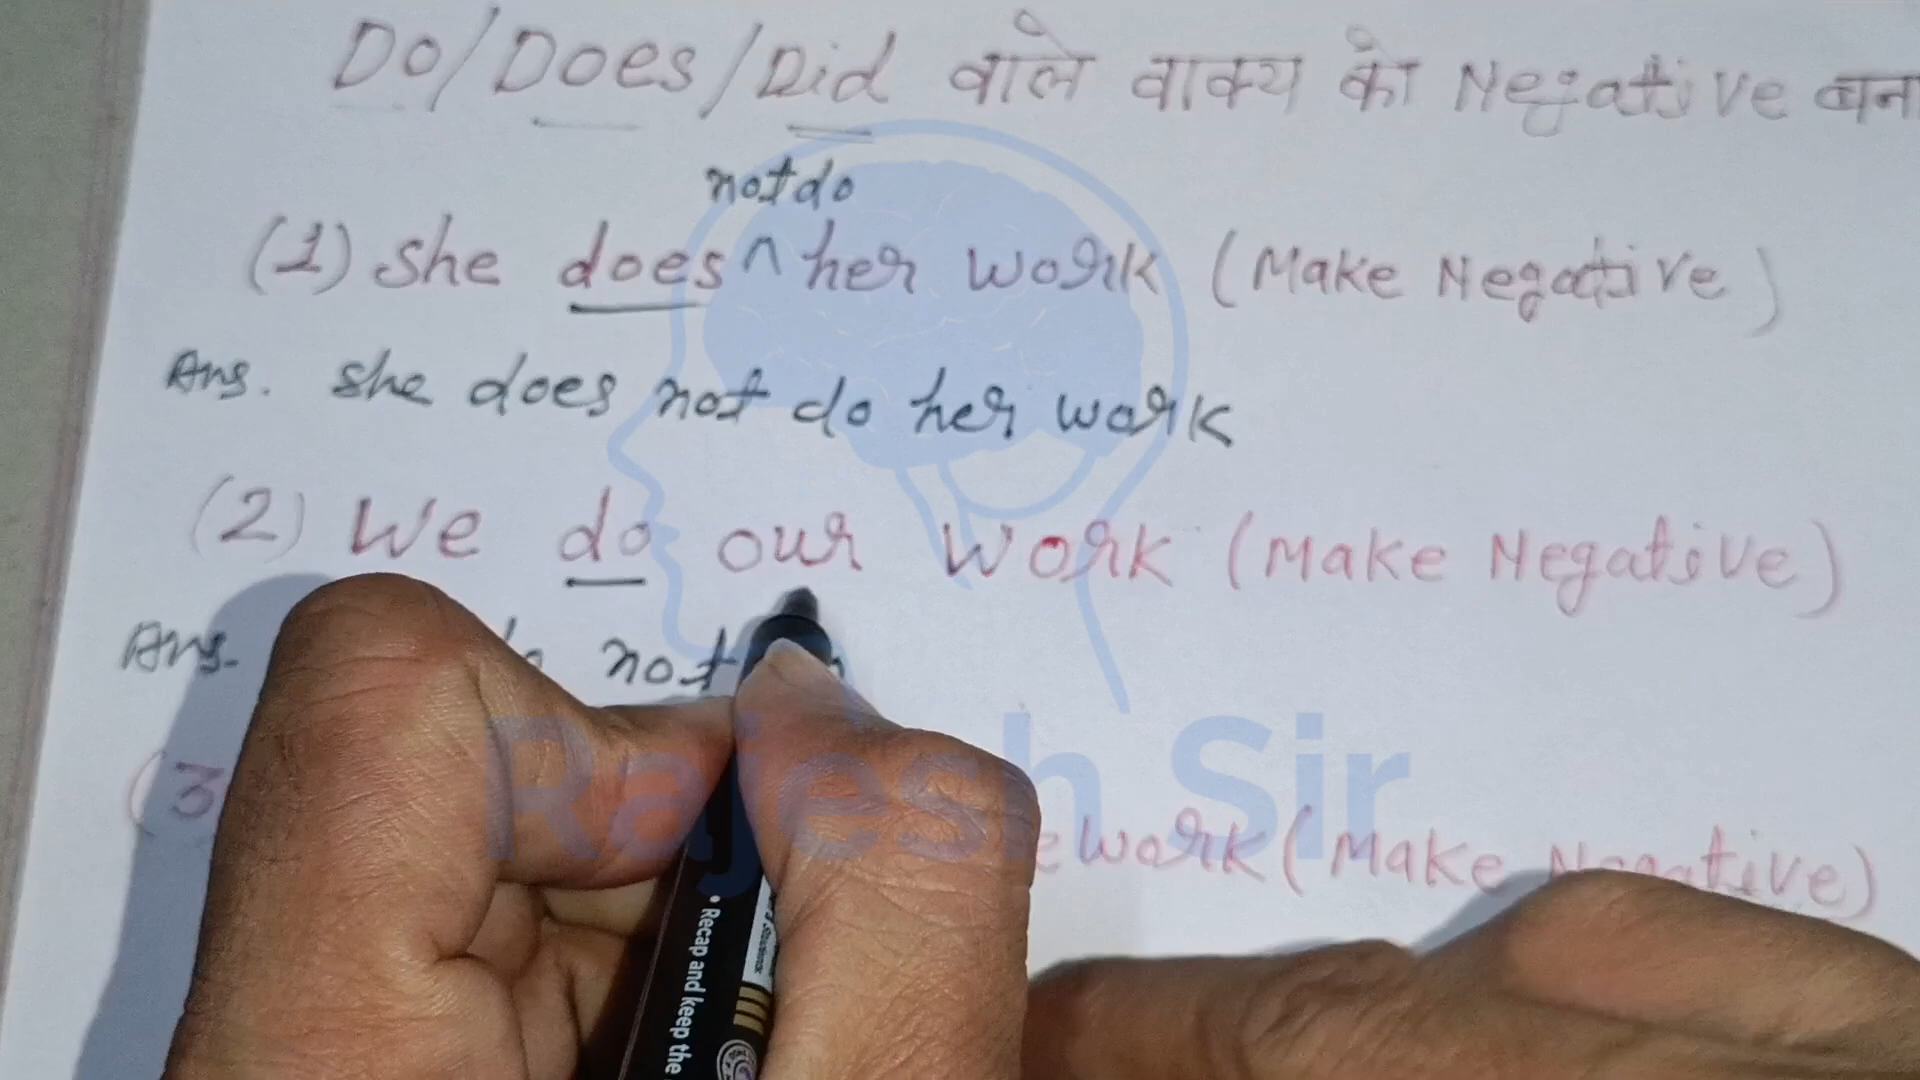 Do/Does/Did वाले वाक्य को Negative बना
not do
(1) She does ^ her work (Make Negative)
Ans. She does not do her work
(2) We do our work (Make Negative)
Ans. not
(3 work (Make Negative)
Rajesh Sir
• Recap and keep the